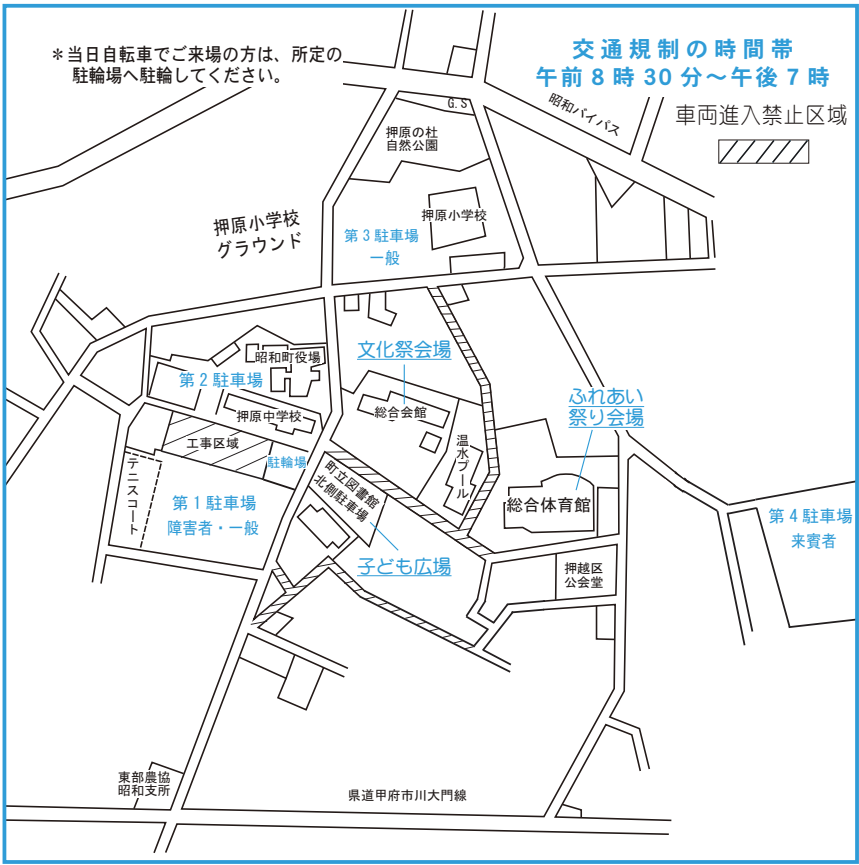 ＊当日自転車でご来場の方は、所定の
駐輪場へ駐輪してください。
交通規制の時間帯
午前8時30分～午後7時
車両進入禁止区域
昭和バイパス
G.S
押原の杜
自然公園
押原小学校
押原小学校
グラウンド
第3駐車場
一般
文化祭会場
昭和町役場
第2駐車場
ふれあい
祭り会場
総合会館
押原中学校
工事区域
駐輪場
温水プール
テニスコート
町立図書館
北側駐車場
第1駐車場
障害者・一般
総合体育館
第4駐車場
来賓者
子ども広場
押越区
公会堂
東部農協
昭和支所
県道甲府市川大門線